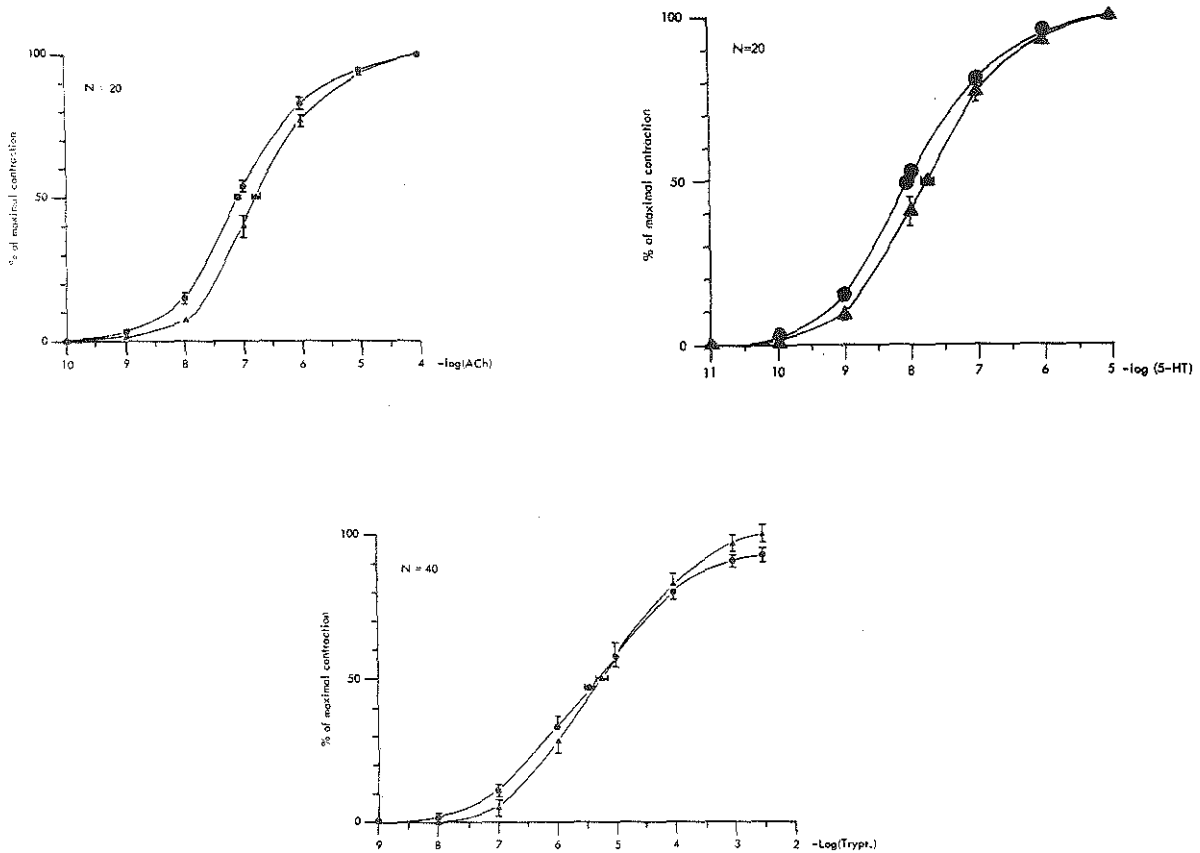 100
N = 20
% of maximal contraction
50
0
10 9 8 7 6 5 4 -log(ACh)
100
N=20
% of maximal contraction
50
0
11 10 9 8 7 6 5 -log (5-HT)
100
N = 40
% of maximal contraction
50
0
9 8 7 6 5 4 3 2 -Log(Trypt.)